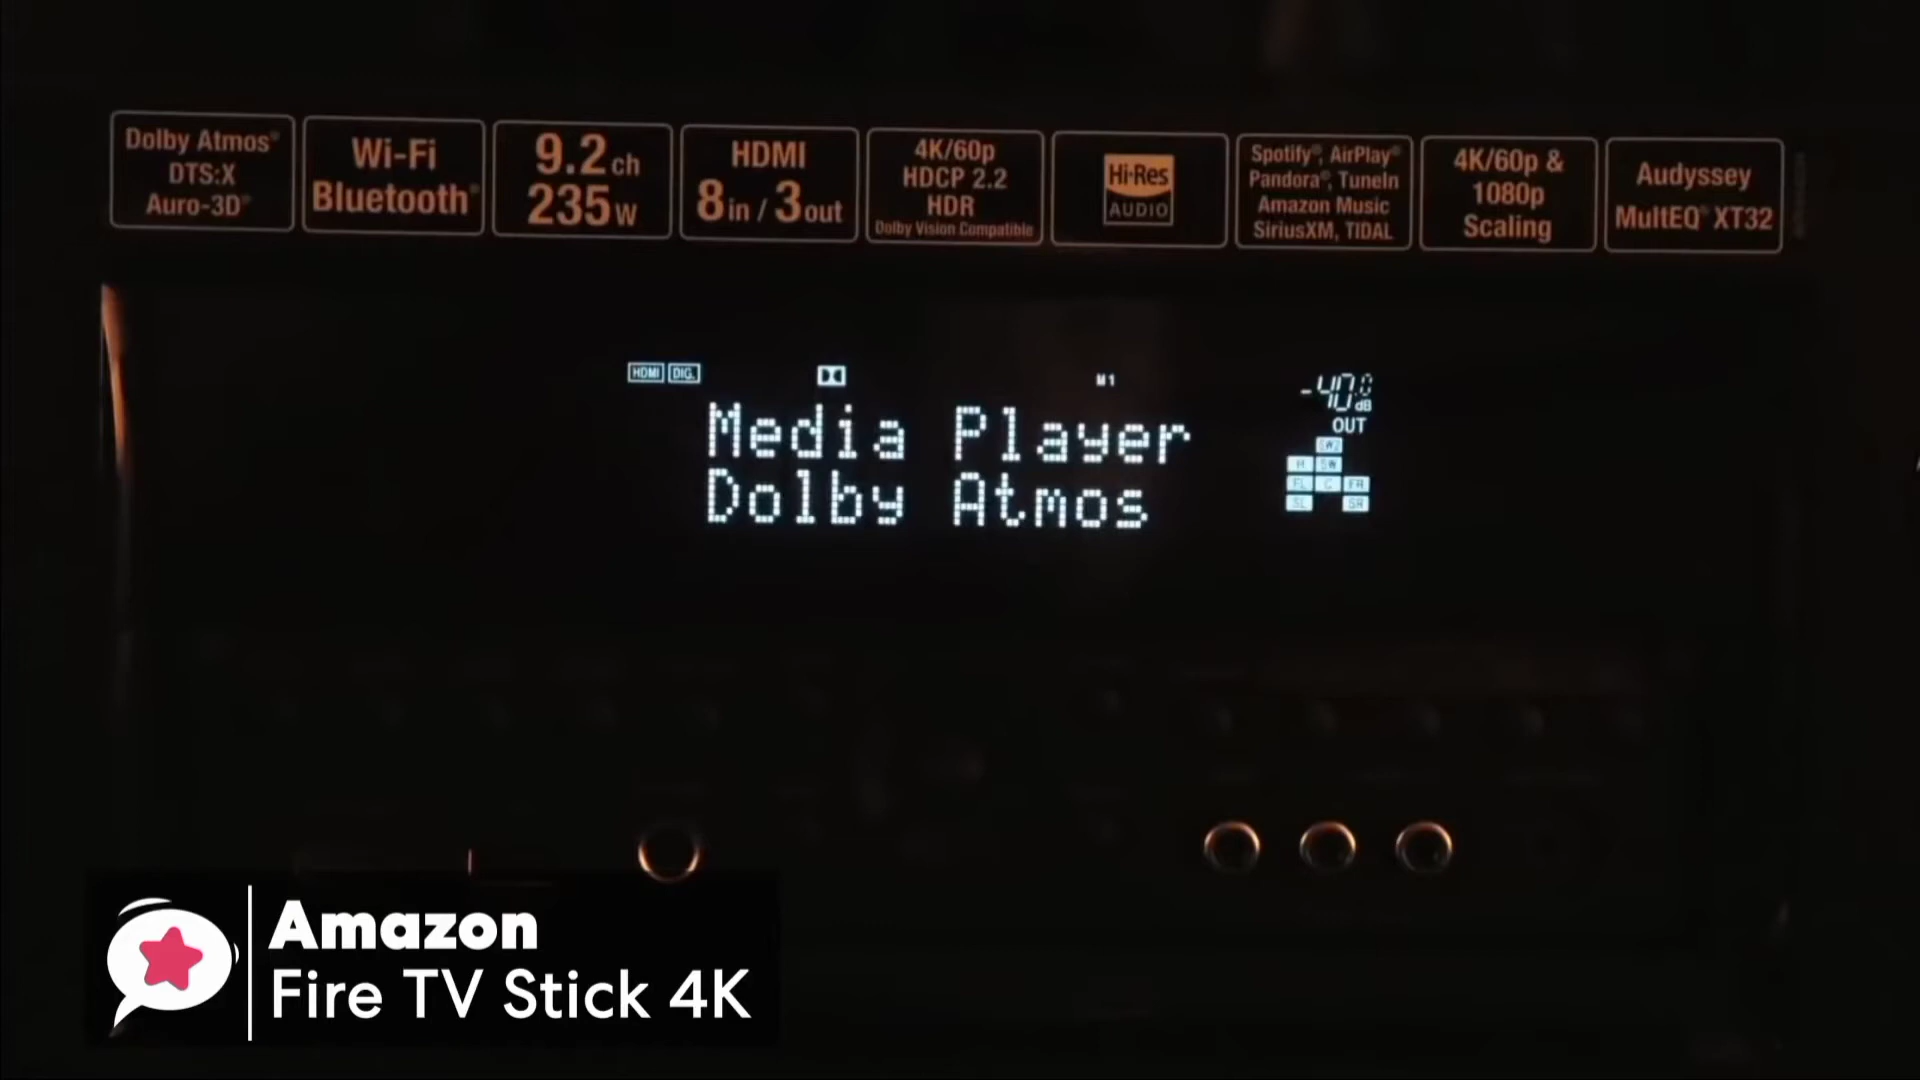 Dolby Atmos®
DTS:X
Auro-3D®
Wi-Fi
Bluetooth®
9.2ch
235W
HDMI
8in / 3out
4K/60p
HDCP 2.2
HDR
Dolby Vision Compatible
Hi-Res
AUDIO
Spotify®, AirPlay®
Pandora®, TuneIn
Amazon Music
SiriusXM, TIDAL
4K/60p &
1080p
Scaling
Audyssey
MultEQ® XT32
HDMI DIG. M1
Media Player
Dolby Atmos
-40.0
dB
OUT
SW2
SW
FL C FR
SL SR
Amazon
Fire TV Stick 4K